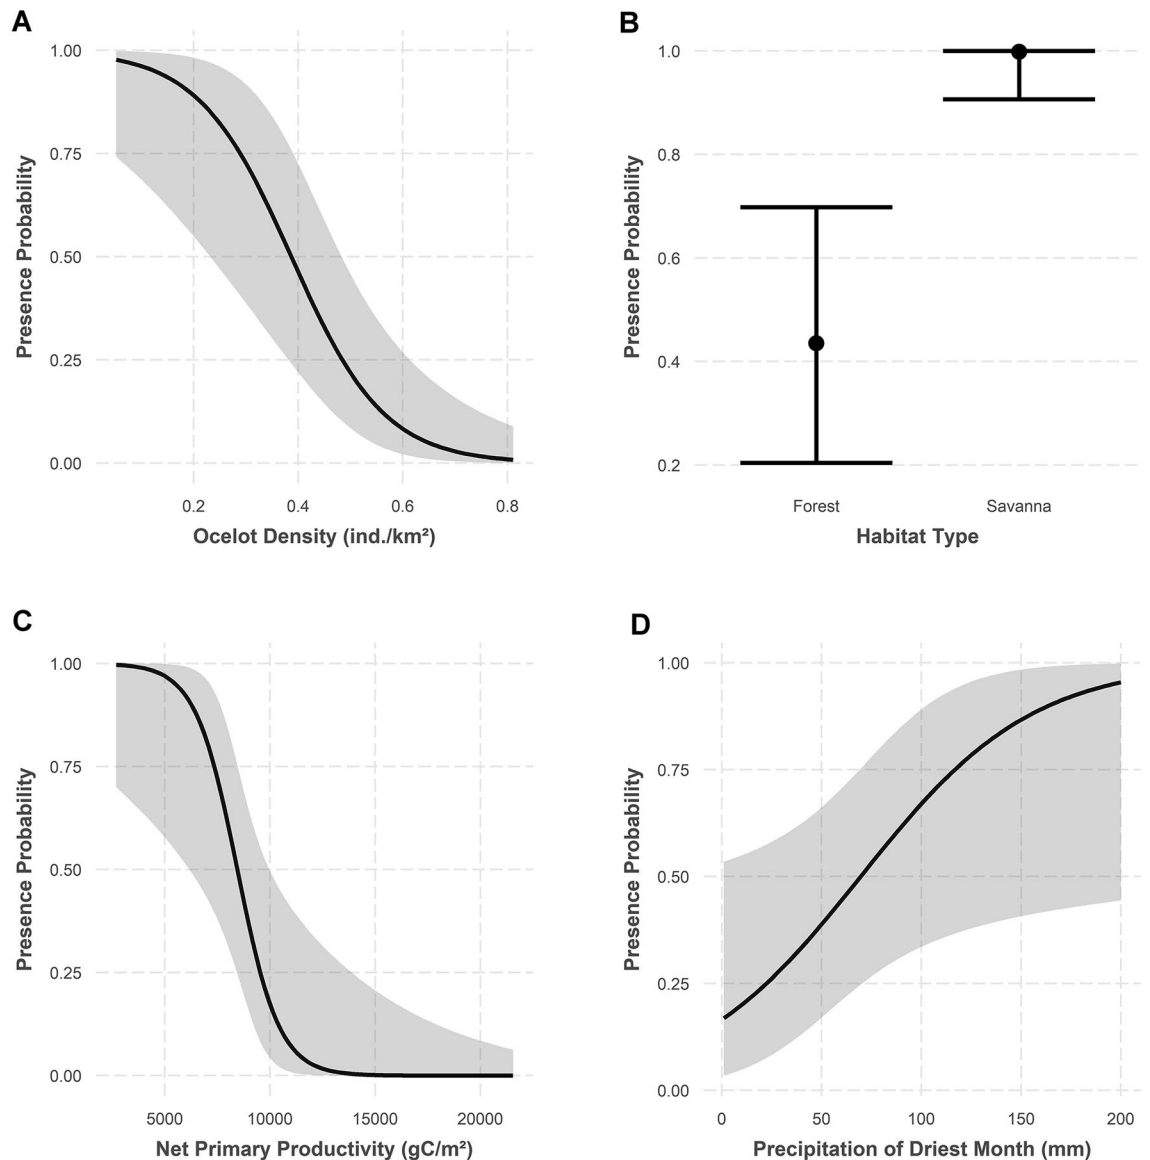 A
1.00
0.75
0.50
0.25
0.00
Presence Probability
0.2 0.4 0.6 0.8
Ocelot Density (ind./km²)
B
1.0
0.8
0.6
0.4
0.2
Presence Probability
Forest Savanna
Habitat Type
C
1.00
0.75
0.50
0.25
0.00
Presence Probability
5000 10000 15000 20000
Net Primary Productivity (gC/m²)
D
1.00
0.75
0.50
0.25
0.00
Presence Probability
0 50 100 150 200
Precipitation of Driest Month (mm)